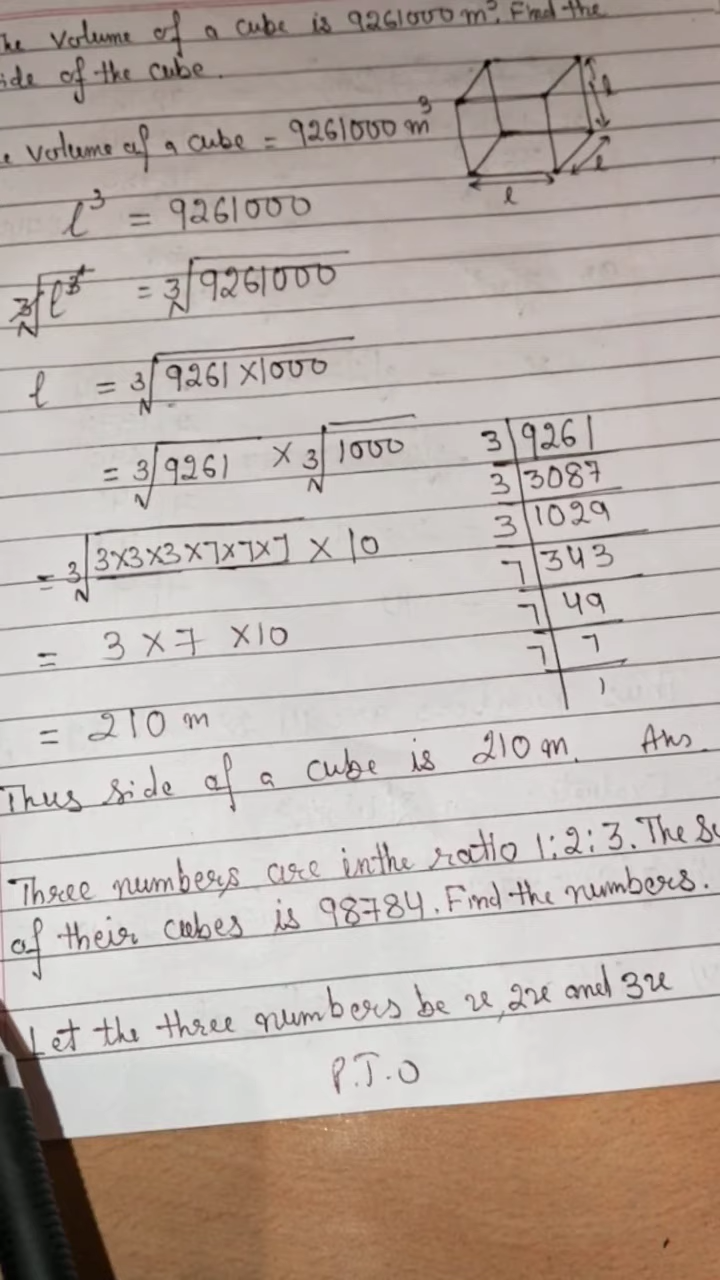 The volume of a cube is 9261000 m³. Find the
side of the cube.
l
l
l
volume of a cube = 9261000 m³
l³ = 9261000
∛l³ = ∛9261000
l = ∛9261 × 1000
= ∛9261 × ∛1000
= ∛3×3×3×7×7×7 × 10
= 3 × 7 × 10
= 210 m
3 | 9261
3 | 3087
3 | 1029
7 | 343
7 | 49
7 | 7
| 1
Thus side of a cube is 210 m. Ans.
Three numbers are in the ratio 1:2:3. The
of their cubes is 98784. Find the numbers.
Let the three numbers be x, 2x and 3x
P.T.O